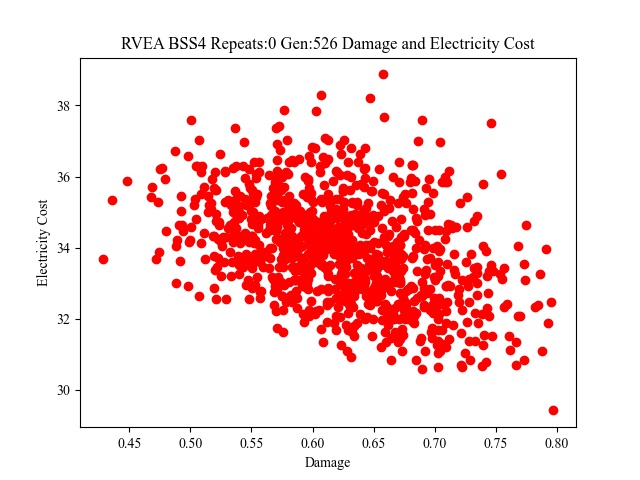 RVEA BSS4 Repeats:0 Gen:526 Damage and Electricity Cost
38
36
34
32
30
Electricity Cost
0.45 0.50 0.55 0.60 0.65 0.70 0.75 0.80
Damage